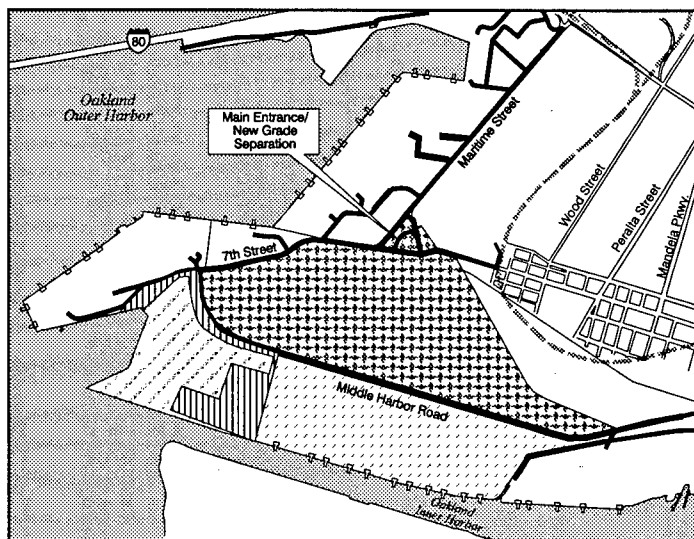 80
Oakland
Outer Harbor
Main Entrance/
New Grade
Separation
Maritime Street
Wood Street
Peralta Street
Mandela Pkwy.
7th Street
Middle Harbor Road
Oakland
Inner Harbor